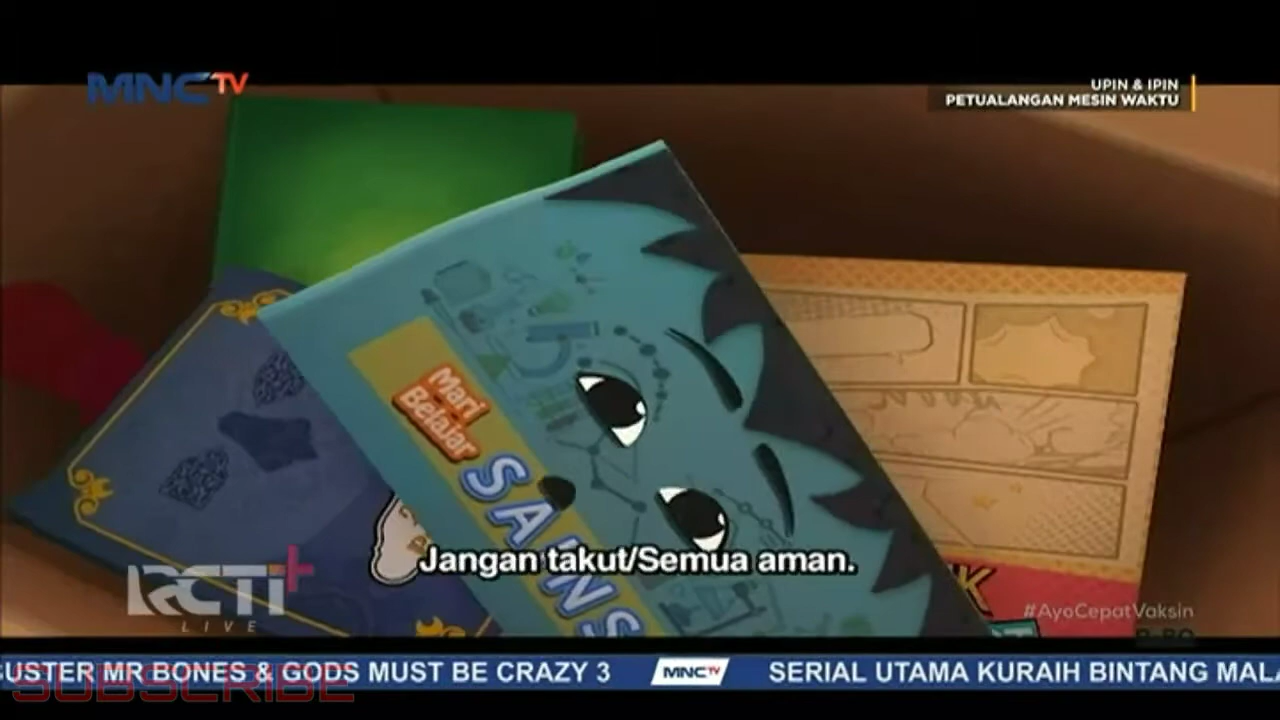 MNCTV
UPIN & IPIN
PETUALANGAN MESIN WAKTU
Mari
Belajar
SAINS
Jangan takut/Semua aman.
RCTI+
LIVE
#AyoCepatVaksin
BUSTER MR BONES & GODS MUST BE CRAZY 3
MNCTV
SERIAL UTAMA KURAIH BINTANG MALA
SUBSCRIBE